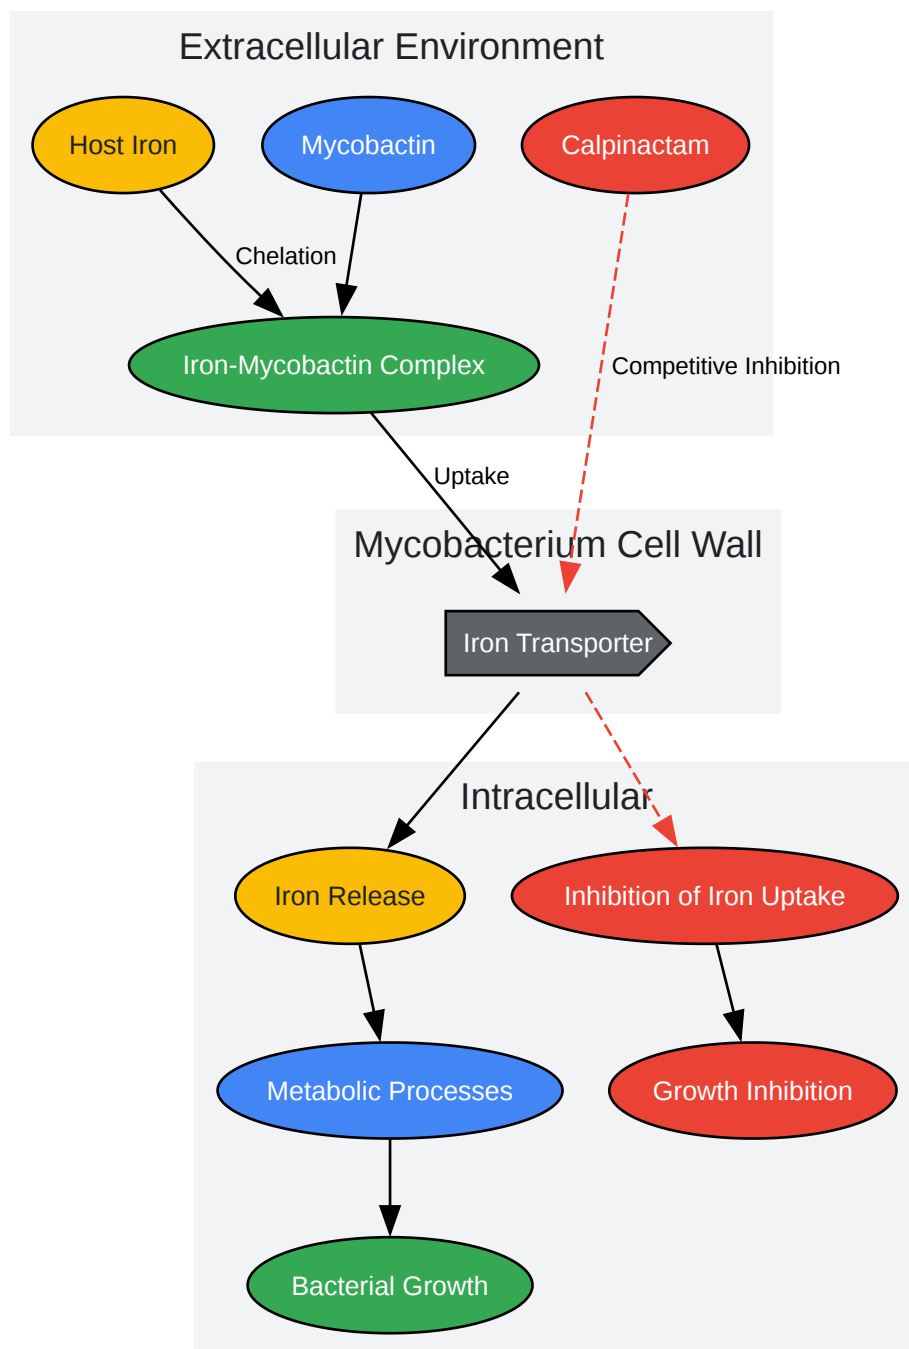 Extracellular Environment
Host Iron
Mycobactin
Calpinactam
Chelation
Iron-Mycobactin Complex
Competitive Inhibition
Uptake
Mycobacterium Cell Wall
Iron Transporter
Intracellular
Iron Release
Inhibition of Iron Uptake
Metabolic Processes
Growth Inhibition
Bacterial Growth